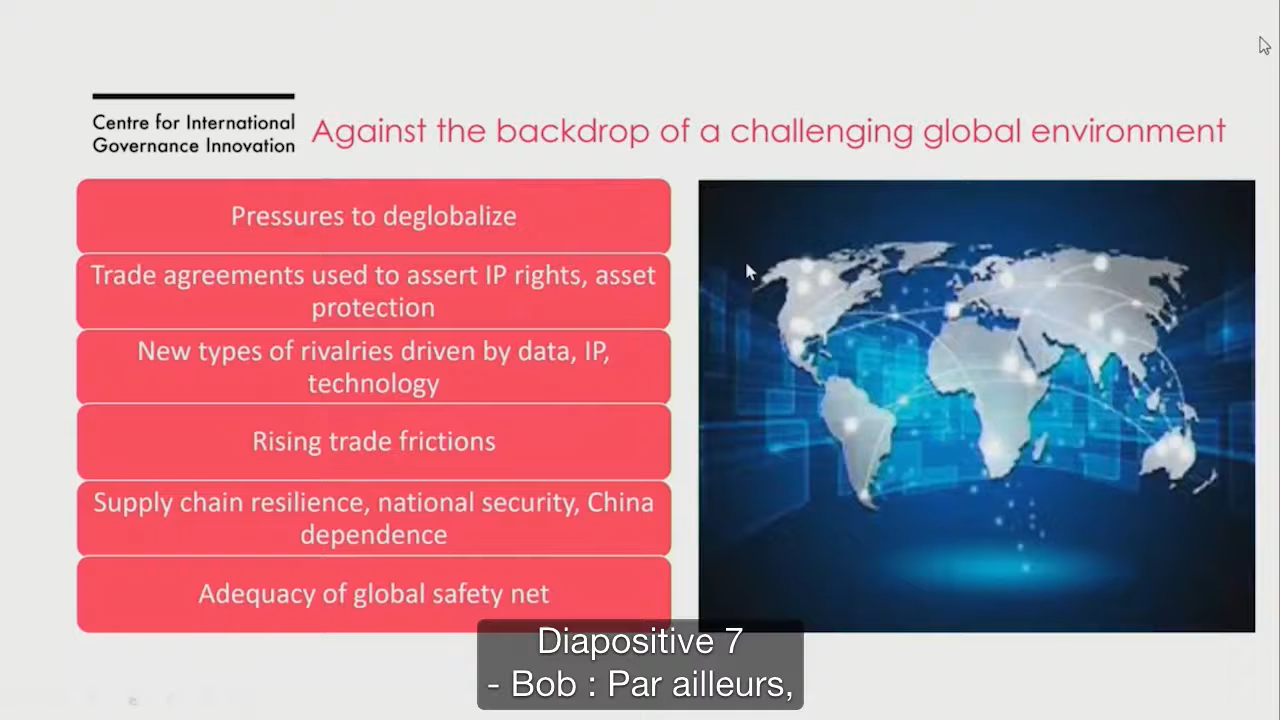 Centre for International
Governance Innovation
Against the backdrop of a challenging global environment
Pressures to deglobalize
Trade agreements used to assert IP rights, asset
protection
New types of rivalries driven by data, IP,
technology
Rising trade frictions
Supply chain resilience, national security, China
dependence
Adequacy of global safety net
Diapositive 7
- Bob : Par ailleurs,